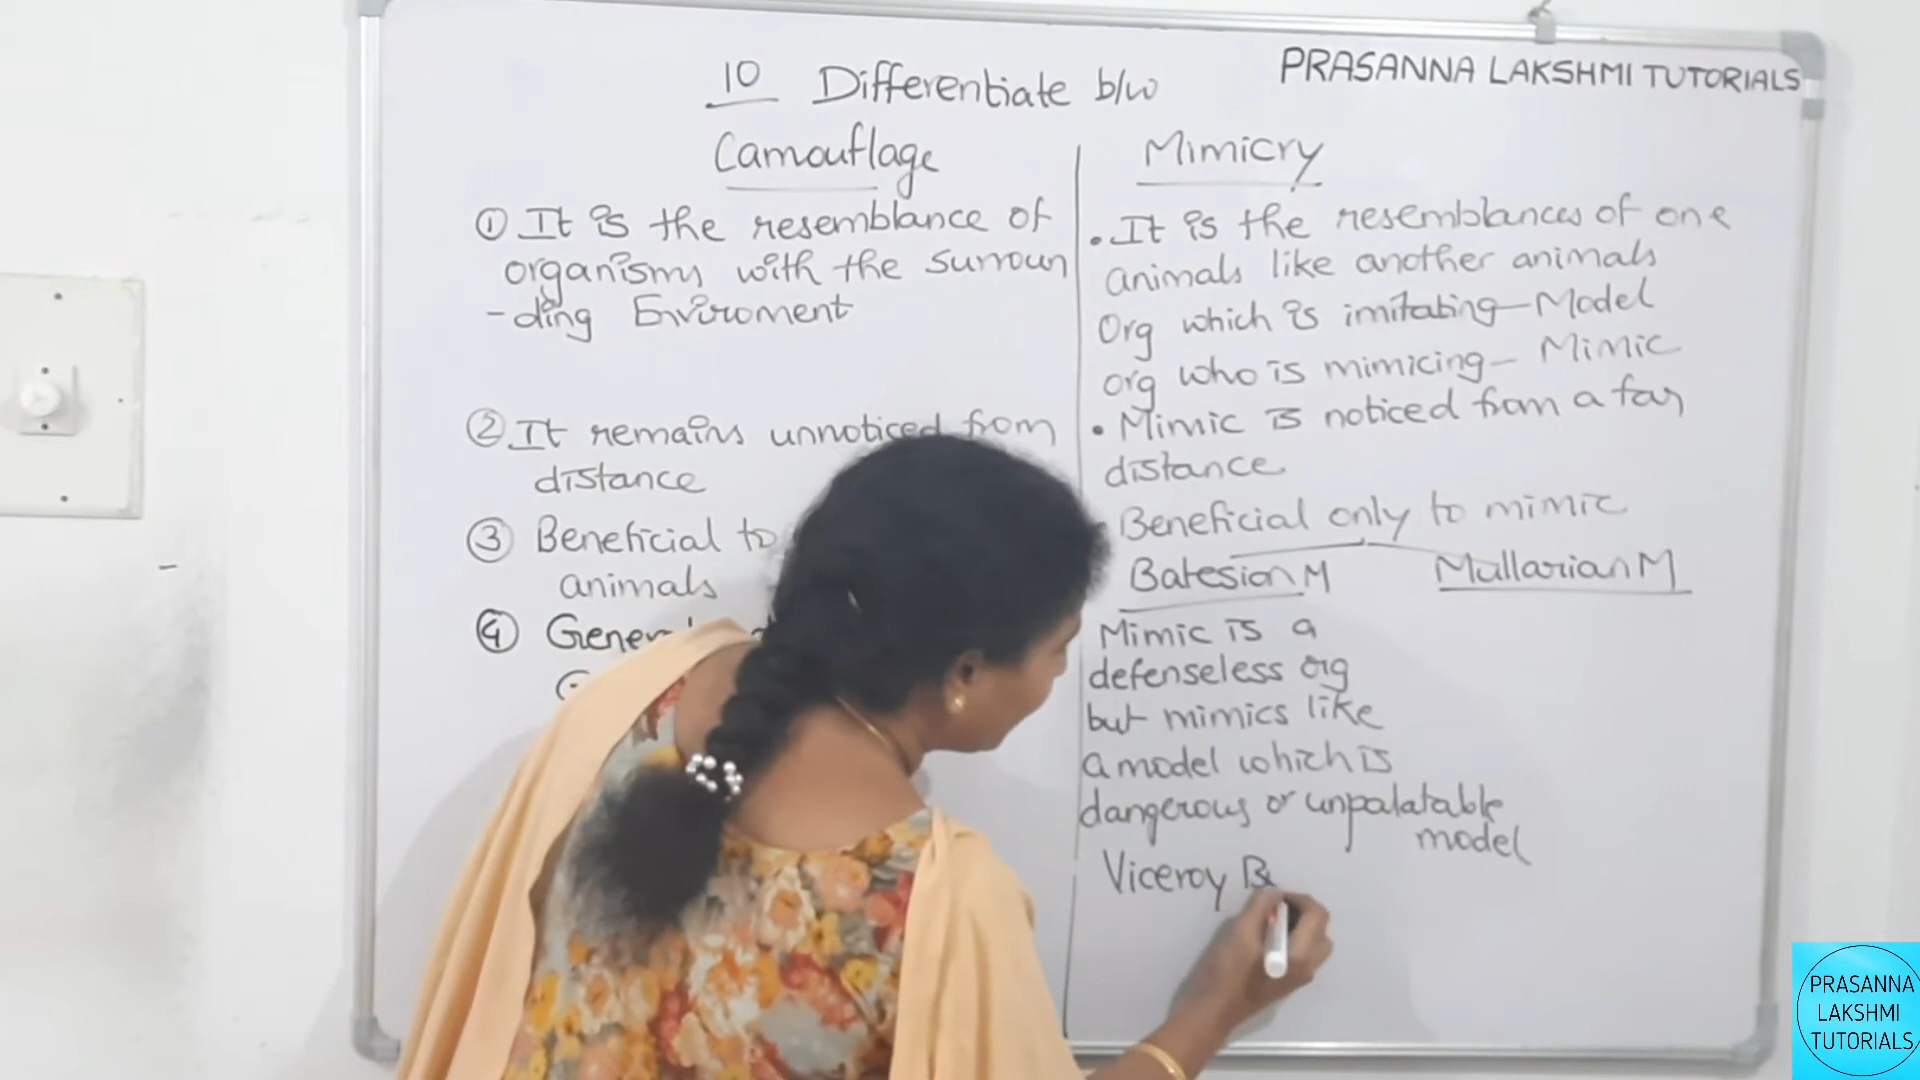 10 Differentiate b/w
PRASANNA LAKSHMI TUTORIALS
Camouflage
① It is the resemblance of
organisms with the surroun
-ding Enviroment
② It remains unnoticed from
distance
③ Beneficial to
animals
④
Mimicry
• It is the resemblances of one
animals like another animals
Org which is imitating - Model
org who is mimicing - Mimic
• Mimic is noticed from a far
distance
Beneficial only to mimic
Batesion M Mullarian M
Mimic is a
defenseless org
but mimics like
a model which is
dangerous or unpalatable
model
Viceroy
PRASANNA
LAKSHMI
TUTORIALS